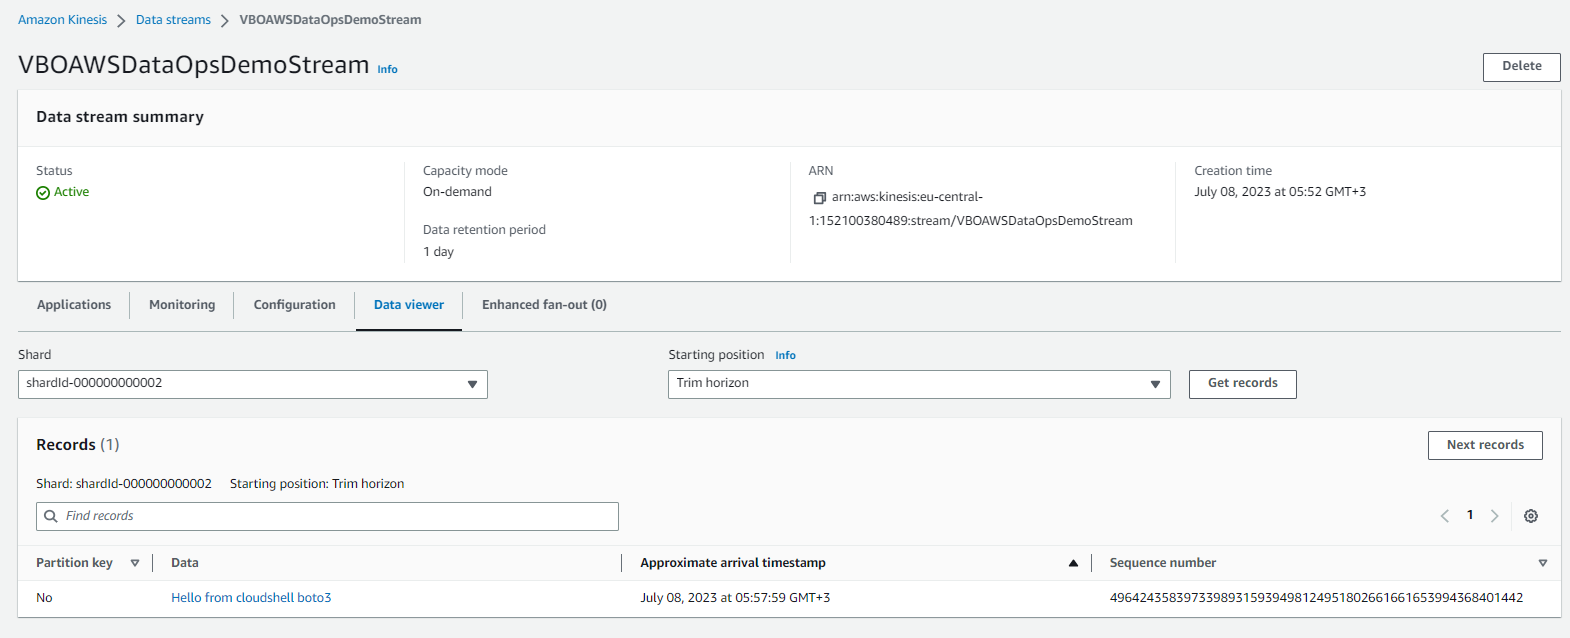 Amazon Kinesis > Data streams > VBOAWSDataOpsDemoStream
VBOAWSDataOpsDemoStream Info
Delete
Data stream summary
Status
Active
Capacity mode
On-demand
Data retention period
1 day
ARN
arn:aws:kinesis:eu-central-
1:152100380489:stream/VBOAWSDataOpsDemoStream
Creation time
July 08, 2023 at 05:52 GMT+3
Applications Monitoring Configuration Data viewer Enhanced fan-out (0)
Shard
shardId-000000000002
Starting position Info
Trim horizon
Get records
Records (1)
Next records
Shard: shardId-000000000002 Starting position: Trim horizon
Find records
1
Partition key Data Approximate arrival timestamp Sequence number
No Hello from cloudshell boto3 July 08, 2023 at 05:57:59 GMT+3 49642435839733989315939498124951802661661653994368401442